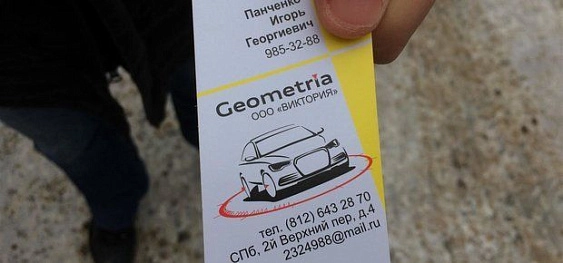 Панченко
Игорь
Георгиевич
985-32-88
Geometria
ООО «ВИКТОРИЯ»
тел. (812) 643 28 70
СПб, 2й Верхний пер, д.4
2324988@mail.ru